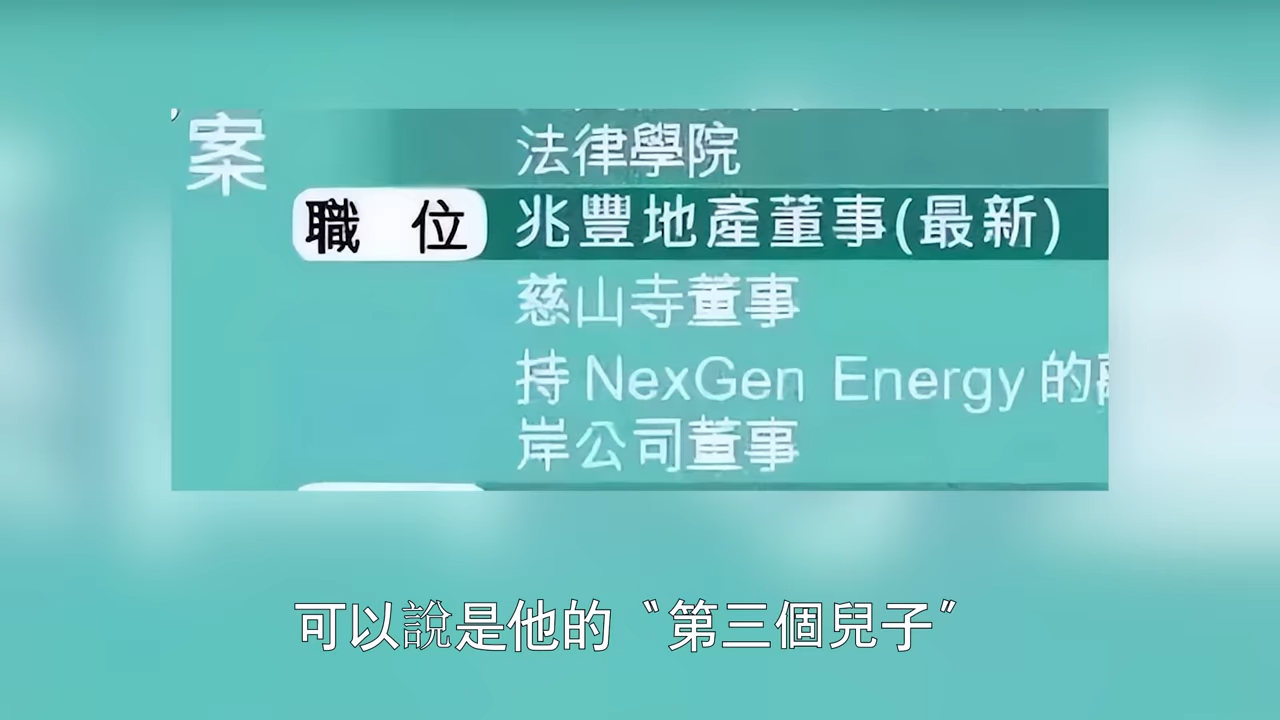 案
法律學院
職 位 兆豐地產董事(最新)
慈山寺董事
持 NexGen Energy 的
岸公司董事
可以說是他的〝第三個兒子〞